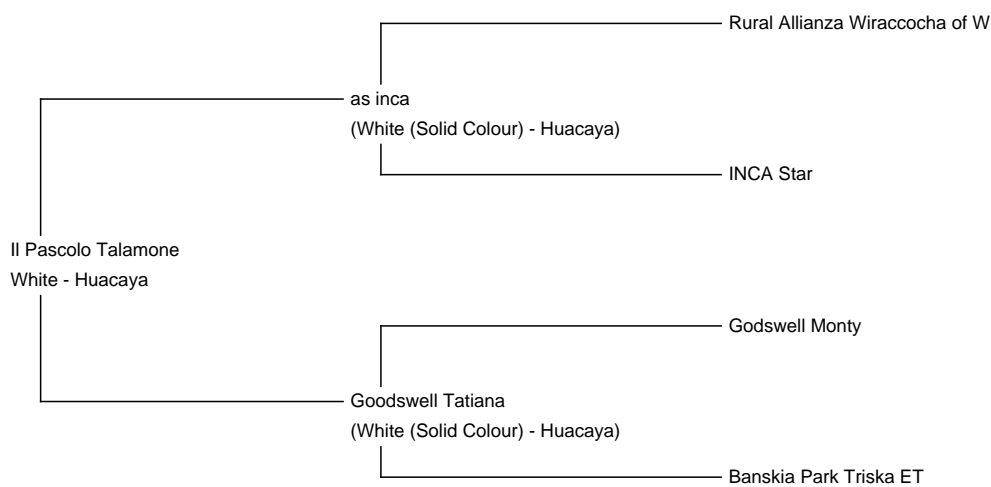 Rural Allianza Wiraccocha of W
as inca
(White (Solid Colour) - Huacaya)
INCA Star
Il Pascolo Talamone
White - Huacaya
Godswell Monty
Goodswell Tatiana
(White (Solid Colour) - Huacaya)
Banskia Park Triska ET